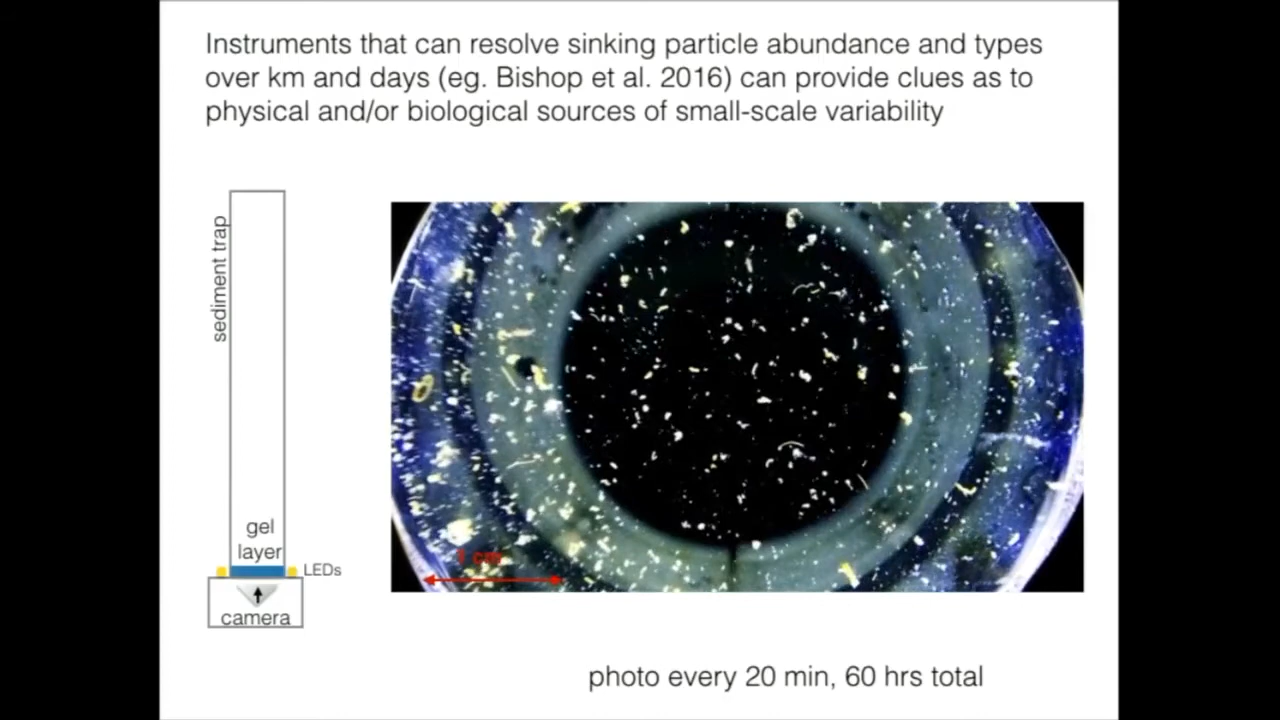 Instruments that can resolve sinking particle abundance and types
over km and days (eg. Bishop et al. 2016) can provide clues as to
physical and/or biological sources of small-scale variability
sediment trap
gel
layer
LEDs
camera
1 cm
photo every 20 min, 60 hrs total